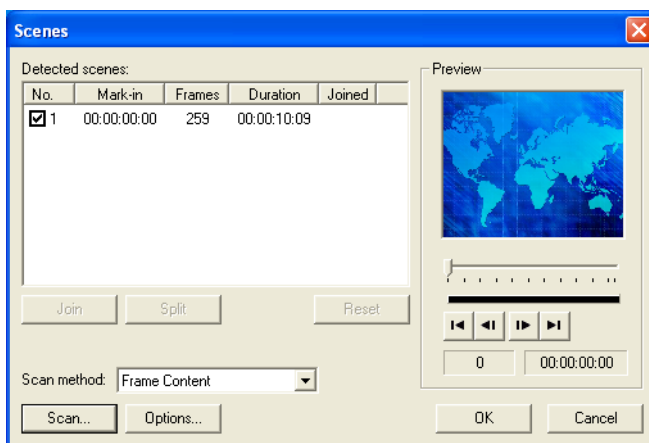 Scenes
Detected scenes:
No. Mark-in Frames Duration Joined
1 00:00:00:00 259 00:00:10:09
Join Split Reset
Scan method: Frame Content
Scan... Options...
Preview
0 00:00:00:00
OK Cancel